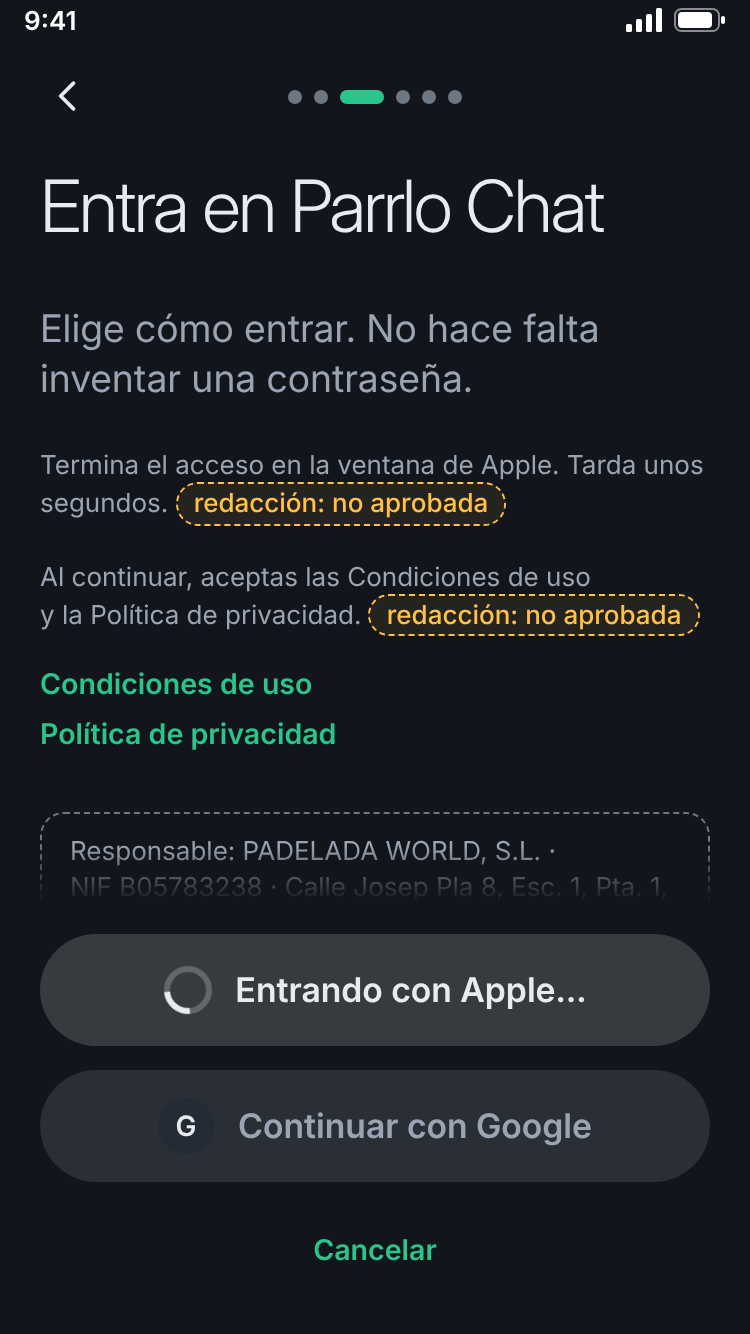 9:41
Entra en Parrlo Chat
Elige cómo entrar. No hace falta
inventar una contraseña.
Termina el acceso en la ventana de Apple. Tarda unos
segundos. redacción: no aprobada
Al continuar, aceptas las Condiciones de uso
y la Política de privacidad. redacción: no aprobada
Condiciones de uso
Política de privacidad
Responsable: PADELADA WORLD, S.L. ·
NIF B05783238 · Calle Josep Pla 8, Esc. 1, Pta. 1,
Entrando con Apple…
G Continuar con Google
Cancelar